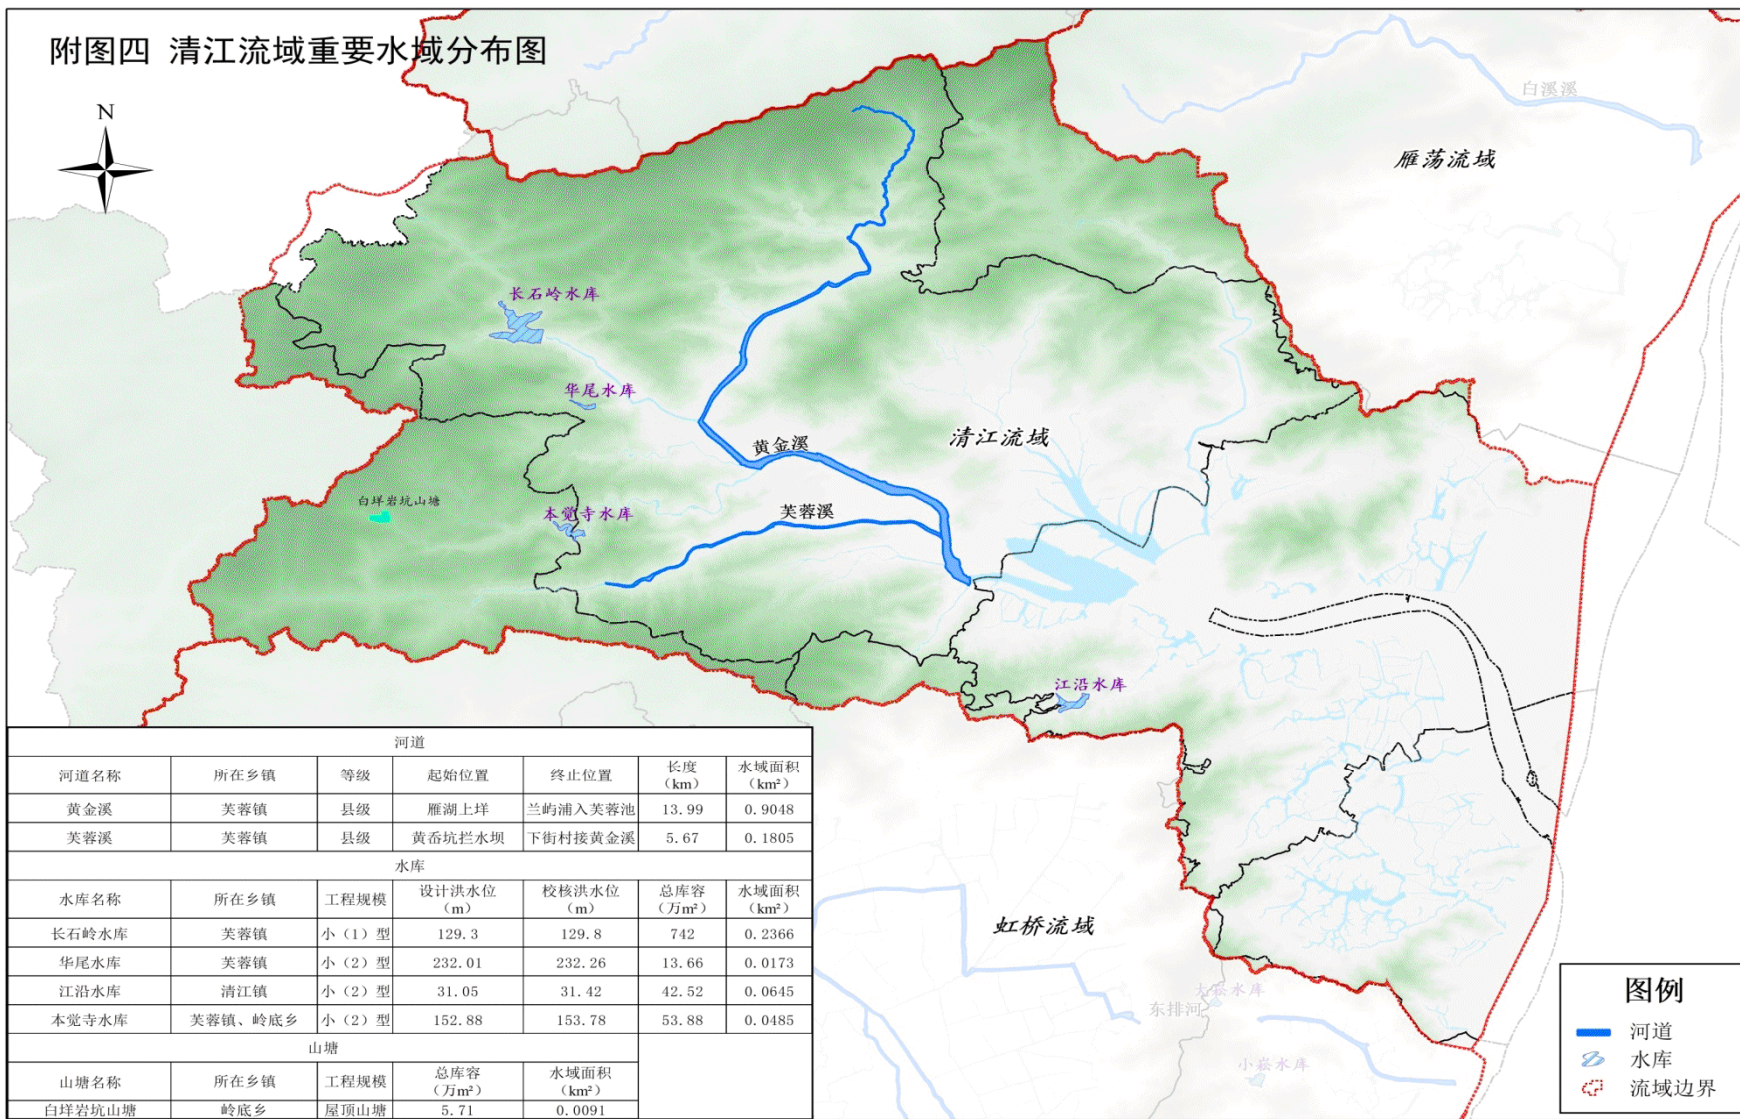 附图四 清江流域重要水域分布图
N
白溪溪
雁荡流域
长石岭水库
华尾水库
黄金溪
清江流域
白垟岩坑山塘
本觉寺水库
芙蓉溪
江沿水库
虹桥流域
大崧水库
东排河
小崧水库
河道
河道名称 所在乡镇 等级 起始位置 终止位置 长度（km） 水域面积（km²）
黄金溪 芙蓉镇 县级 雁湖上垟 兰屿浦入芙蓉池 13.99 0.9048
芙蓉溪 芙蓉镇 县级 黄岙坑拦水坝 下街村接黄金溪 5.67 0.1805
水库
水库名称 所在乡镇 工程规模 设计洪水位（m） 校核洪水位（m） 总库容（万m²） 水域面积（km²）
长石岭水库 芙蓉镇 小（1）型 129.3 129.8 742 0.2366
华尾水库 芙蓉镇 小（2）型 232.01 232.26 13.66 0.0173
江沿水库 清江镇 小（2）型 31.05 31.42 42.52 0.0645
本觉寺水库 芙蓉镇、岭底乡 小（2）型 152.88 153.78 53.88 0.0485
山塘
山塘名称 所在乡镇 工程规模 总库容（万m²） 水域面积（km²）
白垟岩坑山塘 岭底乡 屋顶山塘 5.71 0.0091
图例
河道
水库
流域边界